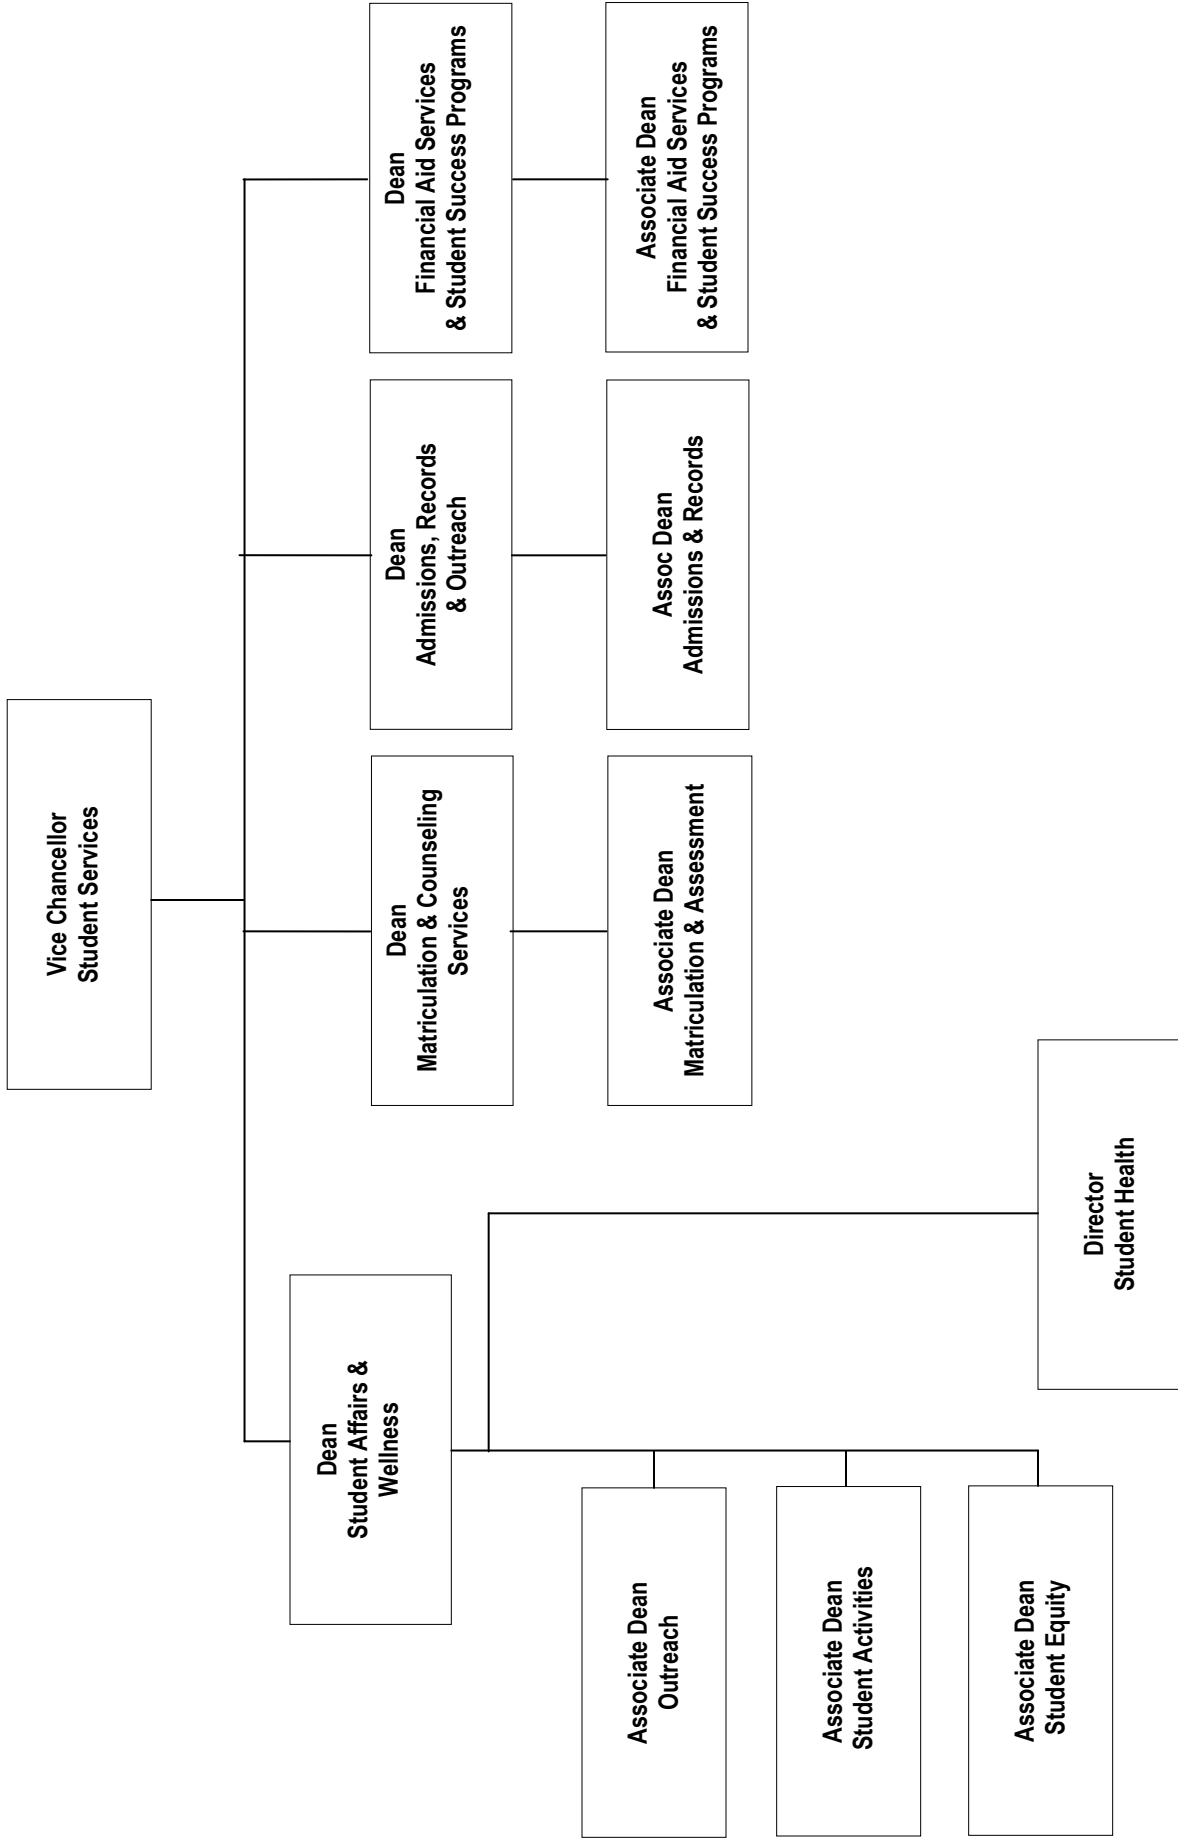 Vice Chancellor
Student Services
Dean
Student Affairs &
Wellness
Dean
Matriculation & Counseling
Services
Dean
Admissions, Records
& Outreach
Dean
Financial Aid Services
& Student Success Programs
Associate Dean
Matriculation & Assessment
Assoc Dean
Admissions & Records
Associate Dean
Financial Aid Services
& Student Success Programs
Associate Dean
Outreach
Associate Dean
Student Activities
Associate Dean
Student Equity
Director
Student Health